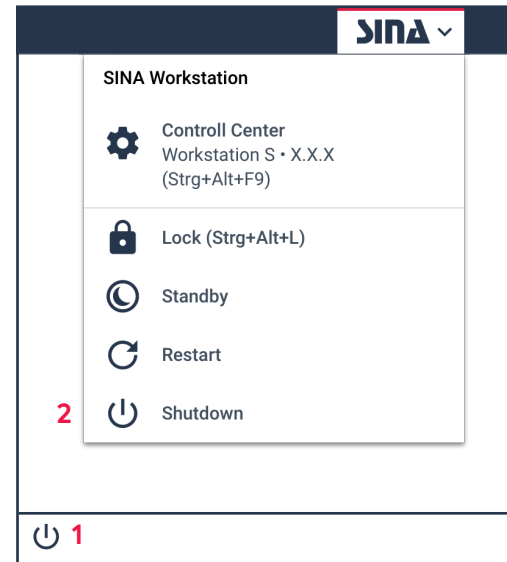 SINA
SINA Workstation
Controll Center
Workstation S • X.X.X
(Strg+Alt+F9)
Lock (Strg+Alt+L)
Standby
Restart
2 Shutdown
1